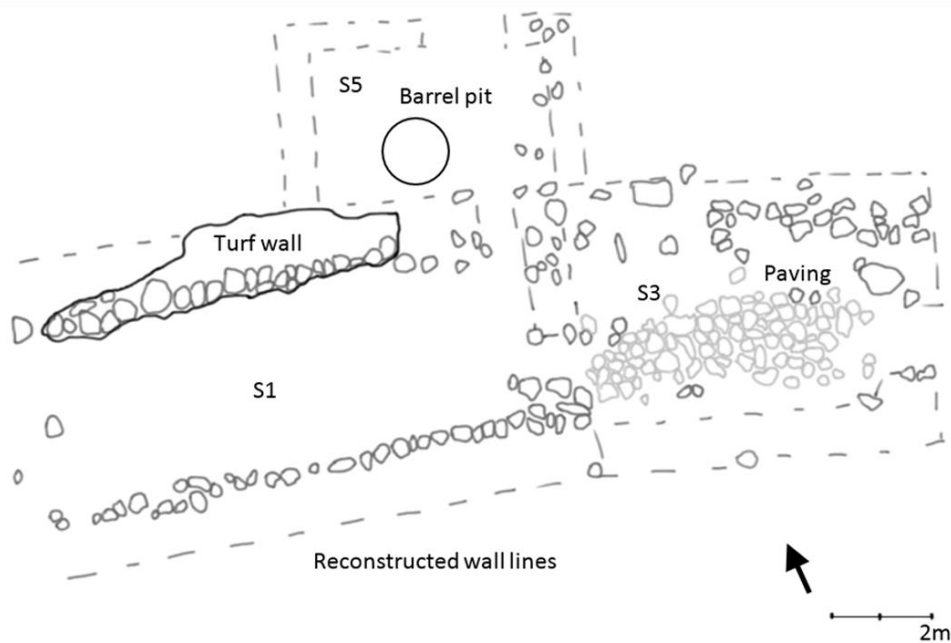 S5
Barrel pit
Turf wall
Paving
S3
S1
Reconstructed wall lines
2m